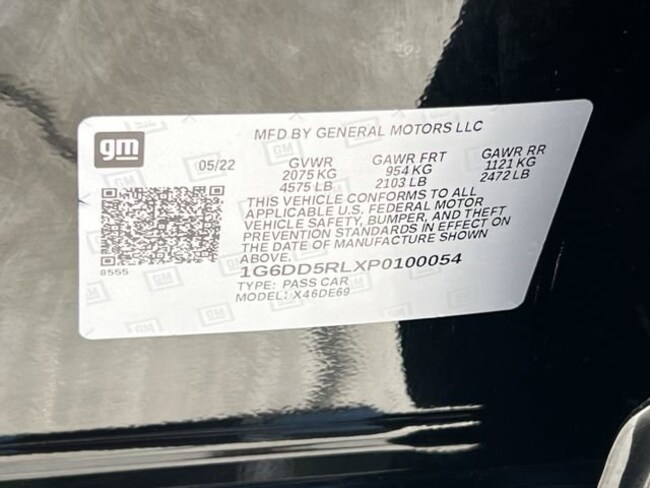 gm
MFD BY GENERAL MOTORS LLC
05/22 GVWR GAWR FRT GAWR RR
2075 KG 954 KG 1121 KG
4575 LB 2103 LB 2472 LB
THIS VEHICLE CONFORMS TO ALL
APPLICABLE U.S. FEDERAL MOTOR
VEHICLE SAFETY, BUMPER, AND THEFT
PREVENTION STANDARDS IN EFFECT ON
THE DATE OF MANUFACTURE SHOWN
ABOVE.
8555
1G6DD5RLXP0100054
TYPE: PASS CAR
MODEL: X46DE69